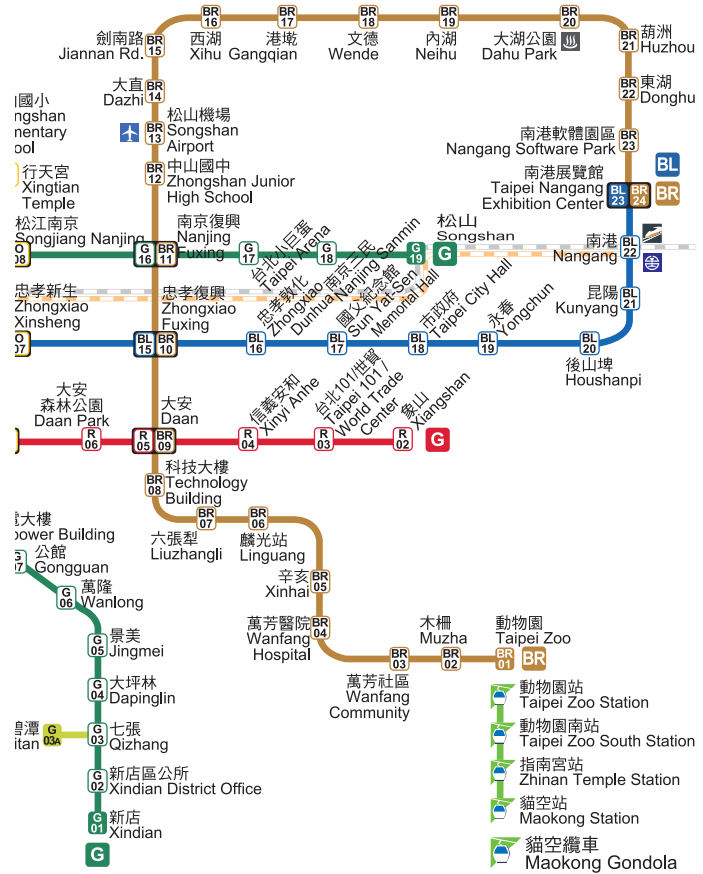 BR
16
BR
17
BR
18
BR
19
BR
20
BR
15
劍南路
Jiannan Rd.
西湖
Xihu
港墘
Gangqian
文德
Wende
內湖
Neihu
大湖公園
Dahu Park
BR
21
葫洲
Huzhou
大直
Dazhi
BR
14
BR
22
東湖
Donghu
國小
ngshan
mentary
ool
BR
13
松山機場
Songshan
Airport
BR
23
南港軟體園區
Nangang Software Park
行天宮
Xingtian
Temple
BR
12
中山國中
Zhongshan Junior
High School
南港展覽館
Taipei Nangang
Exhibition Center
BL
23
BR
24
BL
BR
松江南京
Songjiang Nanjing
O
08
G
16
BR
11
南京復興
Nanjing
Fuxing
G
17
台北小巨蛋
Taipei Arena
G
18
南京三民
Nanjing Sanmin
G
19
G
松山
Songshan
南港
Nangang
BL
22
忠孝新生
Zhongxiao
Xinsheng
O
07
忠孝復興
Zhongxiao
Fuxing
BL
15
BR
10
BL
16
忠孝敦化
Zhongxiao
Dunhua
BL
17
國父紀念館
Sun Yat-Sen
Memorial Hall
BL
18
市政府
Taipei City Hall
BL
19
永春
Yongchun
BL
20
後山埤
Houshanpi
昆陽
Kunyang
BL
21
大安
森林公園
Daan Park
R
06
大安
Daan
R
05
BR
09
R
04
信義安和
Xinyi Anhe
R
03
台北101/世貿
Taipei 101 /
World Trade
Center
R
02
象山
Xiangshan
G
BR
08
科技大樓
Technology
Building
BR
07
六張犁
Liuzhangli
BR
06
麟光站
Linguang
辛亥
Xinhai
BR
05
萬芳醫院
Wanfang
Hospital
BR
04
BR
03
萬芳社區
Wanfang
Community
木柵
Muzha
BR
02
動物園
Taipei Zoo
BR
01
BR
電大樓
power Building
G
07
公館
Gongguan
G
06
萬隆
Wanlong
G
05
景美
Jingmei
G
04
大坪林
Dapinglin
碧潭
itan
G
03A
G
03
七張
Qizhang
G
02
新店區公所
Xindian District Office
G
01
新店
Xindian
G
動物園站
Taipei Zoo Station
動物園南站
Taipei Zoo South Station
指南宮站
Zhinan Temple Station
貓空站
Maokong Station
貓空纜車
Maokong Gondola